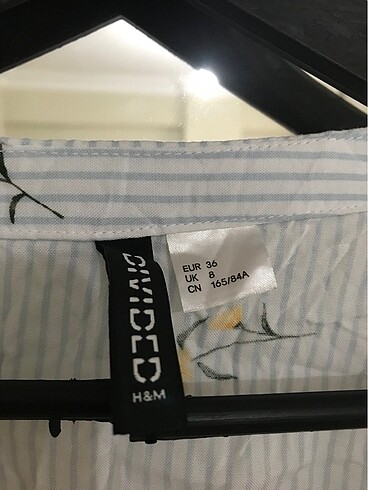 DIVIDED
H&M
EUR 36
UK 8
CN 165/84A